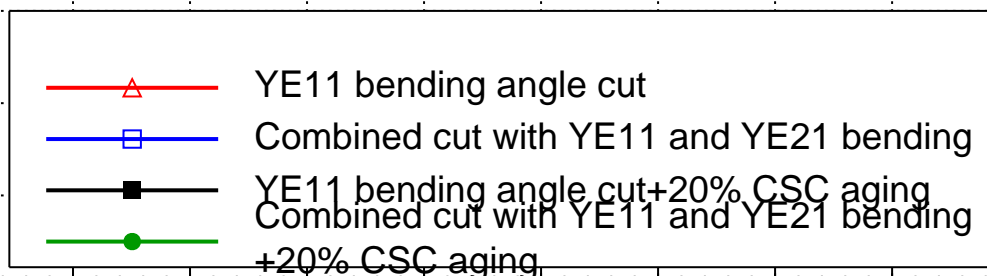 YE11 bending angle cut
Combined cut with YE11 and YE21 bending
YE11 bending angle cut+20% CSC aging
Combined cut with YE11 and YE21 bending
+20% CSC aging